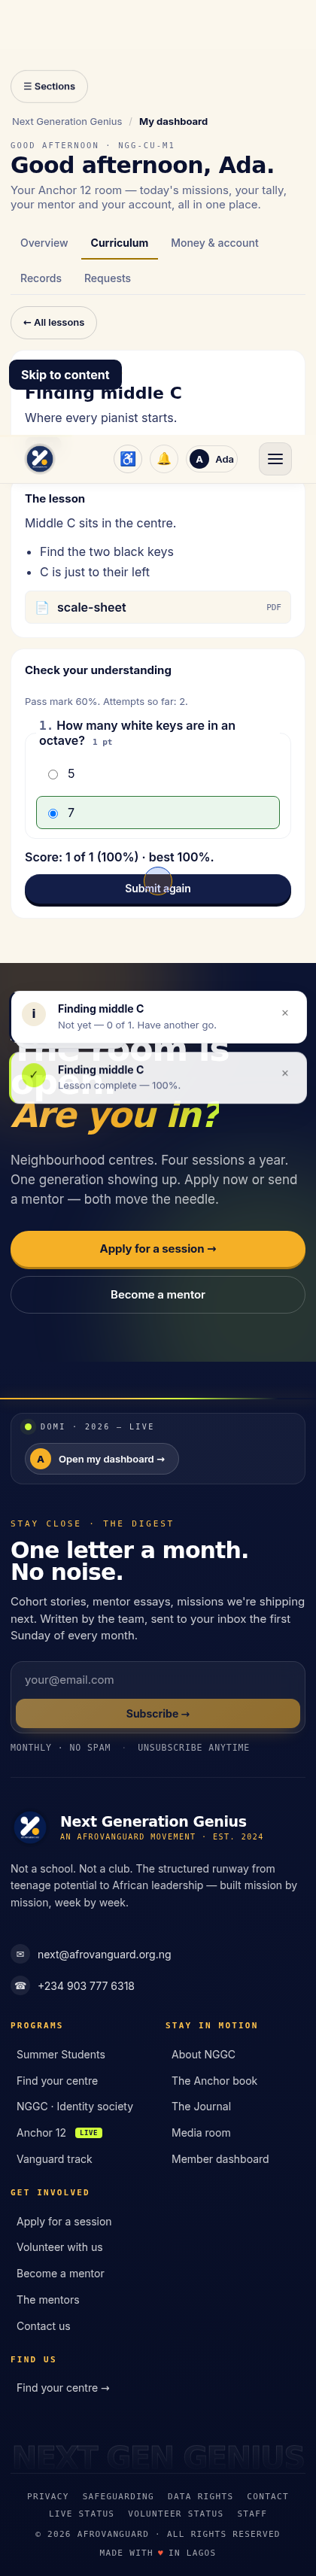 ☰ Sections
Next Generation Genius / My dashboard
GOOD AFTERNOON · NGG-CU-M1
Good afternoon, Ada.
Your Anchor 12 room — today's missions, your tally,
your mentor and your account, all in one place.
Overview Curriculum Money & account
Records Requests
← All lessons
Skip to content
Finding middle C
Where every pianist starts.
A Ada
The lesson
Middle C sits in the centre.
• Find the two black keys
• C is just to their left
scale-sheet PDF
Check your understanding
Pass mark 60%. Attempts so far: 2.
1. How many white keys are in an
octave? 1 pt
5
7
Score: 1 of 1 (100%) · best 100%.
Submit again
Finding middle C ×
Not yet — 0 of 1. Have another go.
The room is
open.
Finding middle C ×
Lesson complete — 100%.
Are you in?
Neighbourhood centres. Four sessions a year.
One generation showing up. Apply now or send
a mentor — both move the needle.
Apply for a session →
Become a mentor
DOMI · 2026 — LIVE
A Open my dashboard →
STAY CLOSE · THE DIGEST
One letter a month.
No noise.
Cohort stories, mentor essays, missions we're shipping
next. Written by the team, sent to your inbox the first
Sunday of every month.
your@email.com
Subscribe →
MONTHLY · NO SPAM · UNSUBSCRIBE ANYTIME
Next Generation Genius
AN AFROVANGUARD MOVEMENT · EST. 2024
Not a school. Not a club. The structured runway from
teenage potential to African leadership — built mission by
mission, week by week.
next@afrovanguard.org.ng
+234 903 777 6318
PROGRAMS
Summer Students
Find your centre
NGGC · Identity society
Anchor 12 LIVE
Vanguard track
STAY IN MOTION
About NGGC
The Anchor book
The Journal
Media room
Member dashboard
GET INVOLVED
Apply for a session
Volunteer with us
Become a mentor
The mentors
Contact us
FIND US
Find your centre →
NEXT GEN GENIUS
PRIVACY SAFEGUARDING DATA RIGHTS CONTACT
LIVE STATUS VOLUNTEER STATUS STAFF
© 2026 AFROVANGUARD · ALL RIGHTS RESERVED
MADE WITH ♥ IN LAGOS